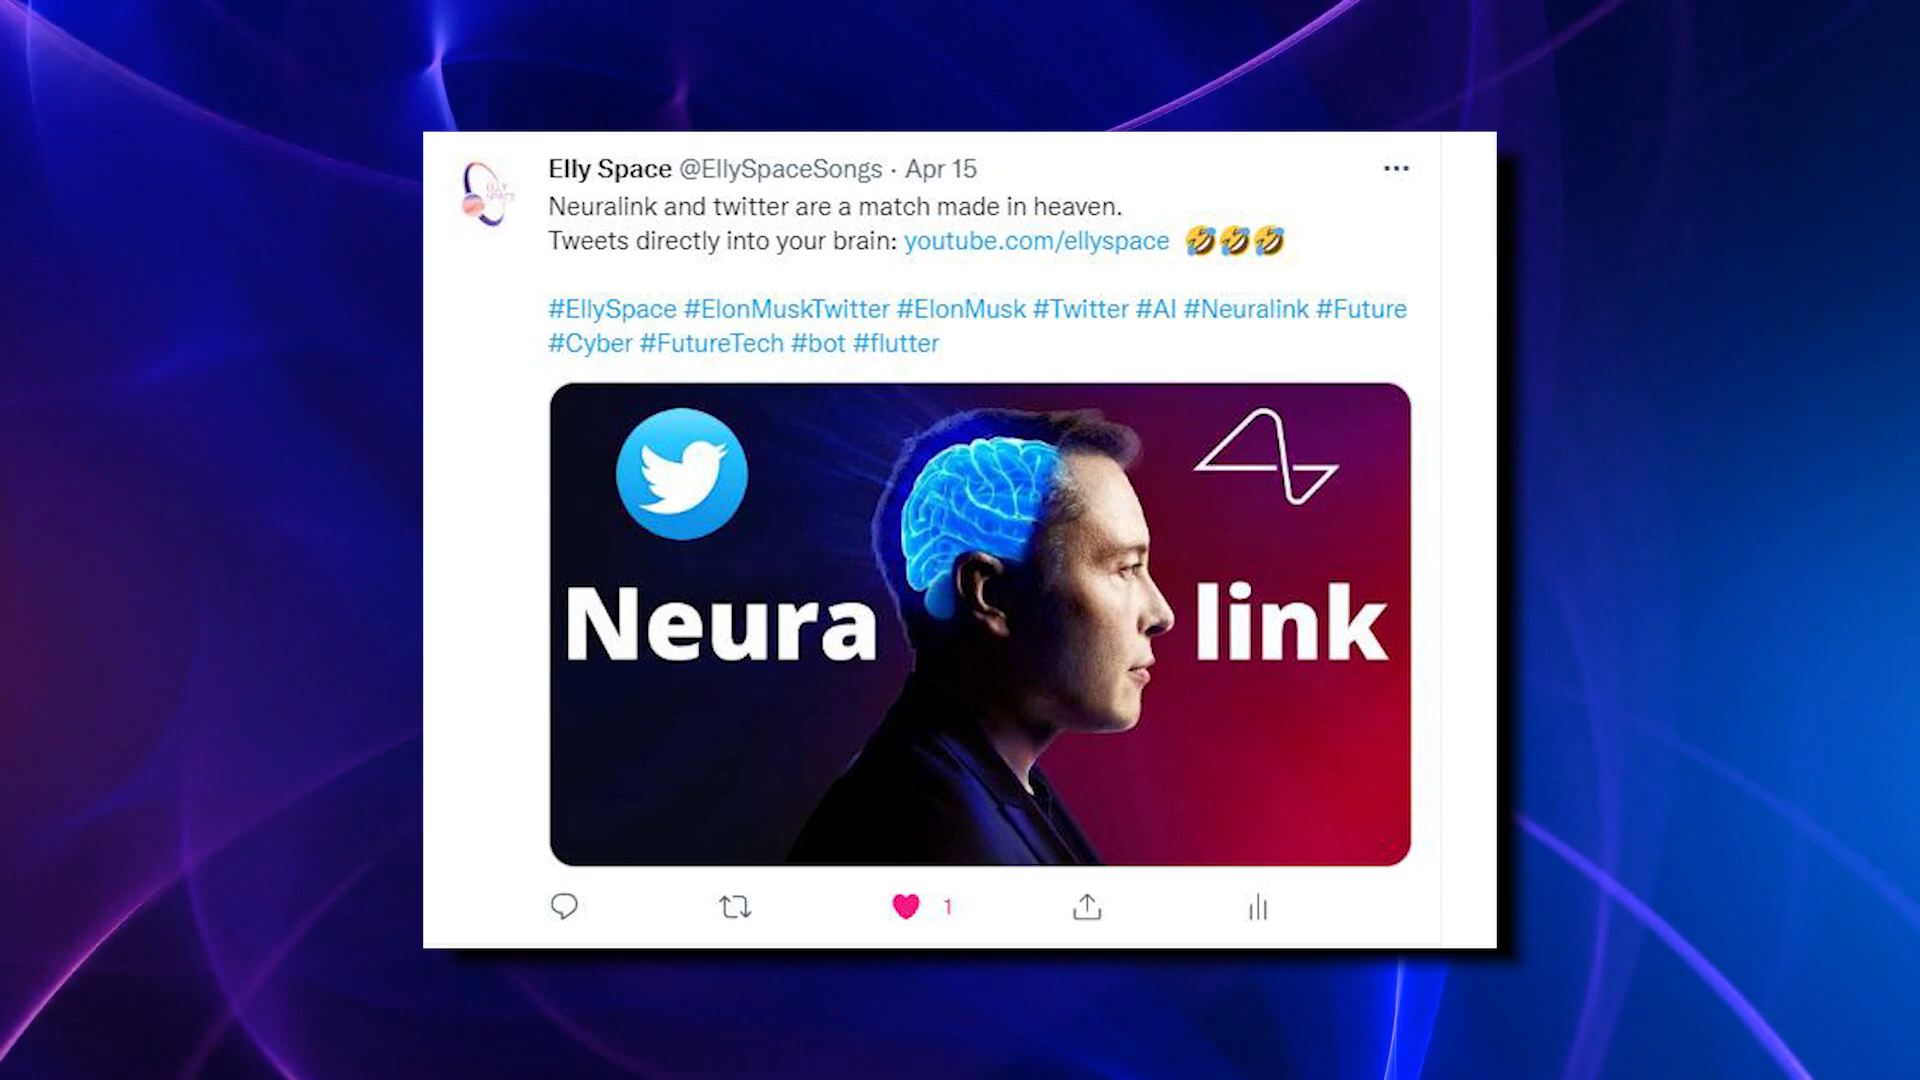 Elly Space @EllySpaceSongs · Apr 15
Neuralink and twitter are a match made in heaven.
Tweets directly into your brain: youtube.com/ellyspace 🤣🤣🤣
#EllySpace #ElonMuskTwitter #ElonMusk #Twitter #AI #Neuralink #Future
#Cyber #FutureTech #bot #flutter
Neura link
1